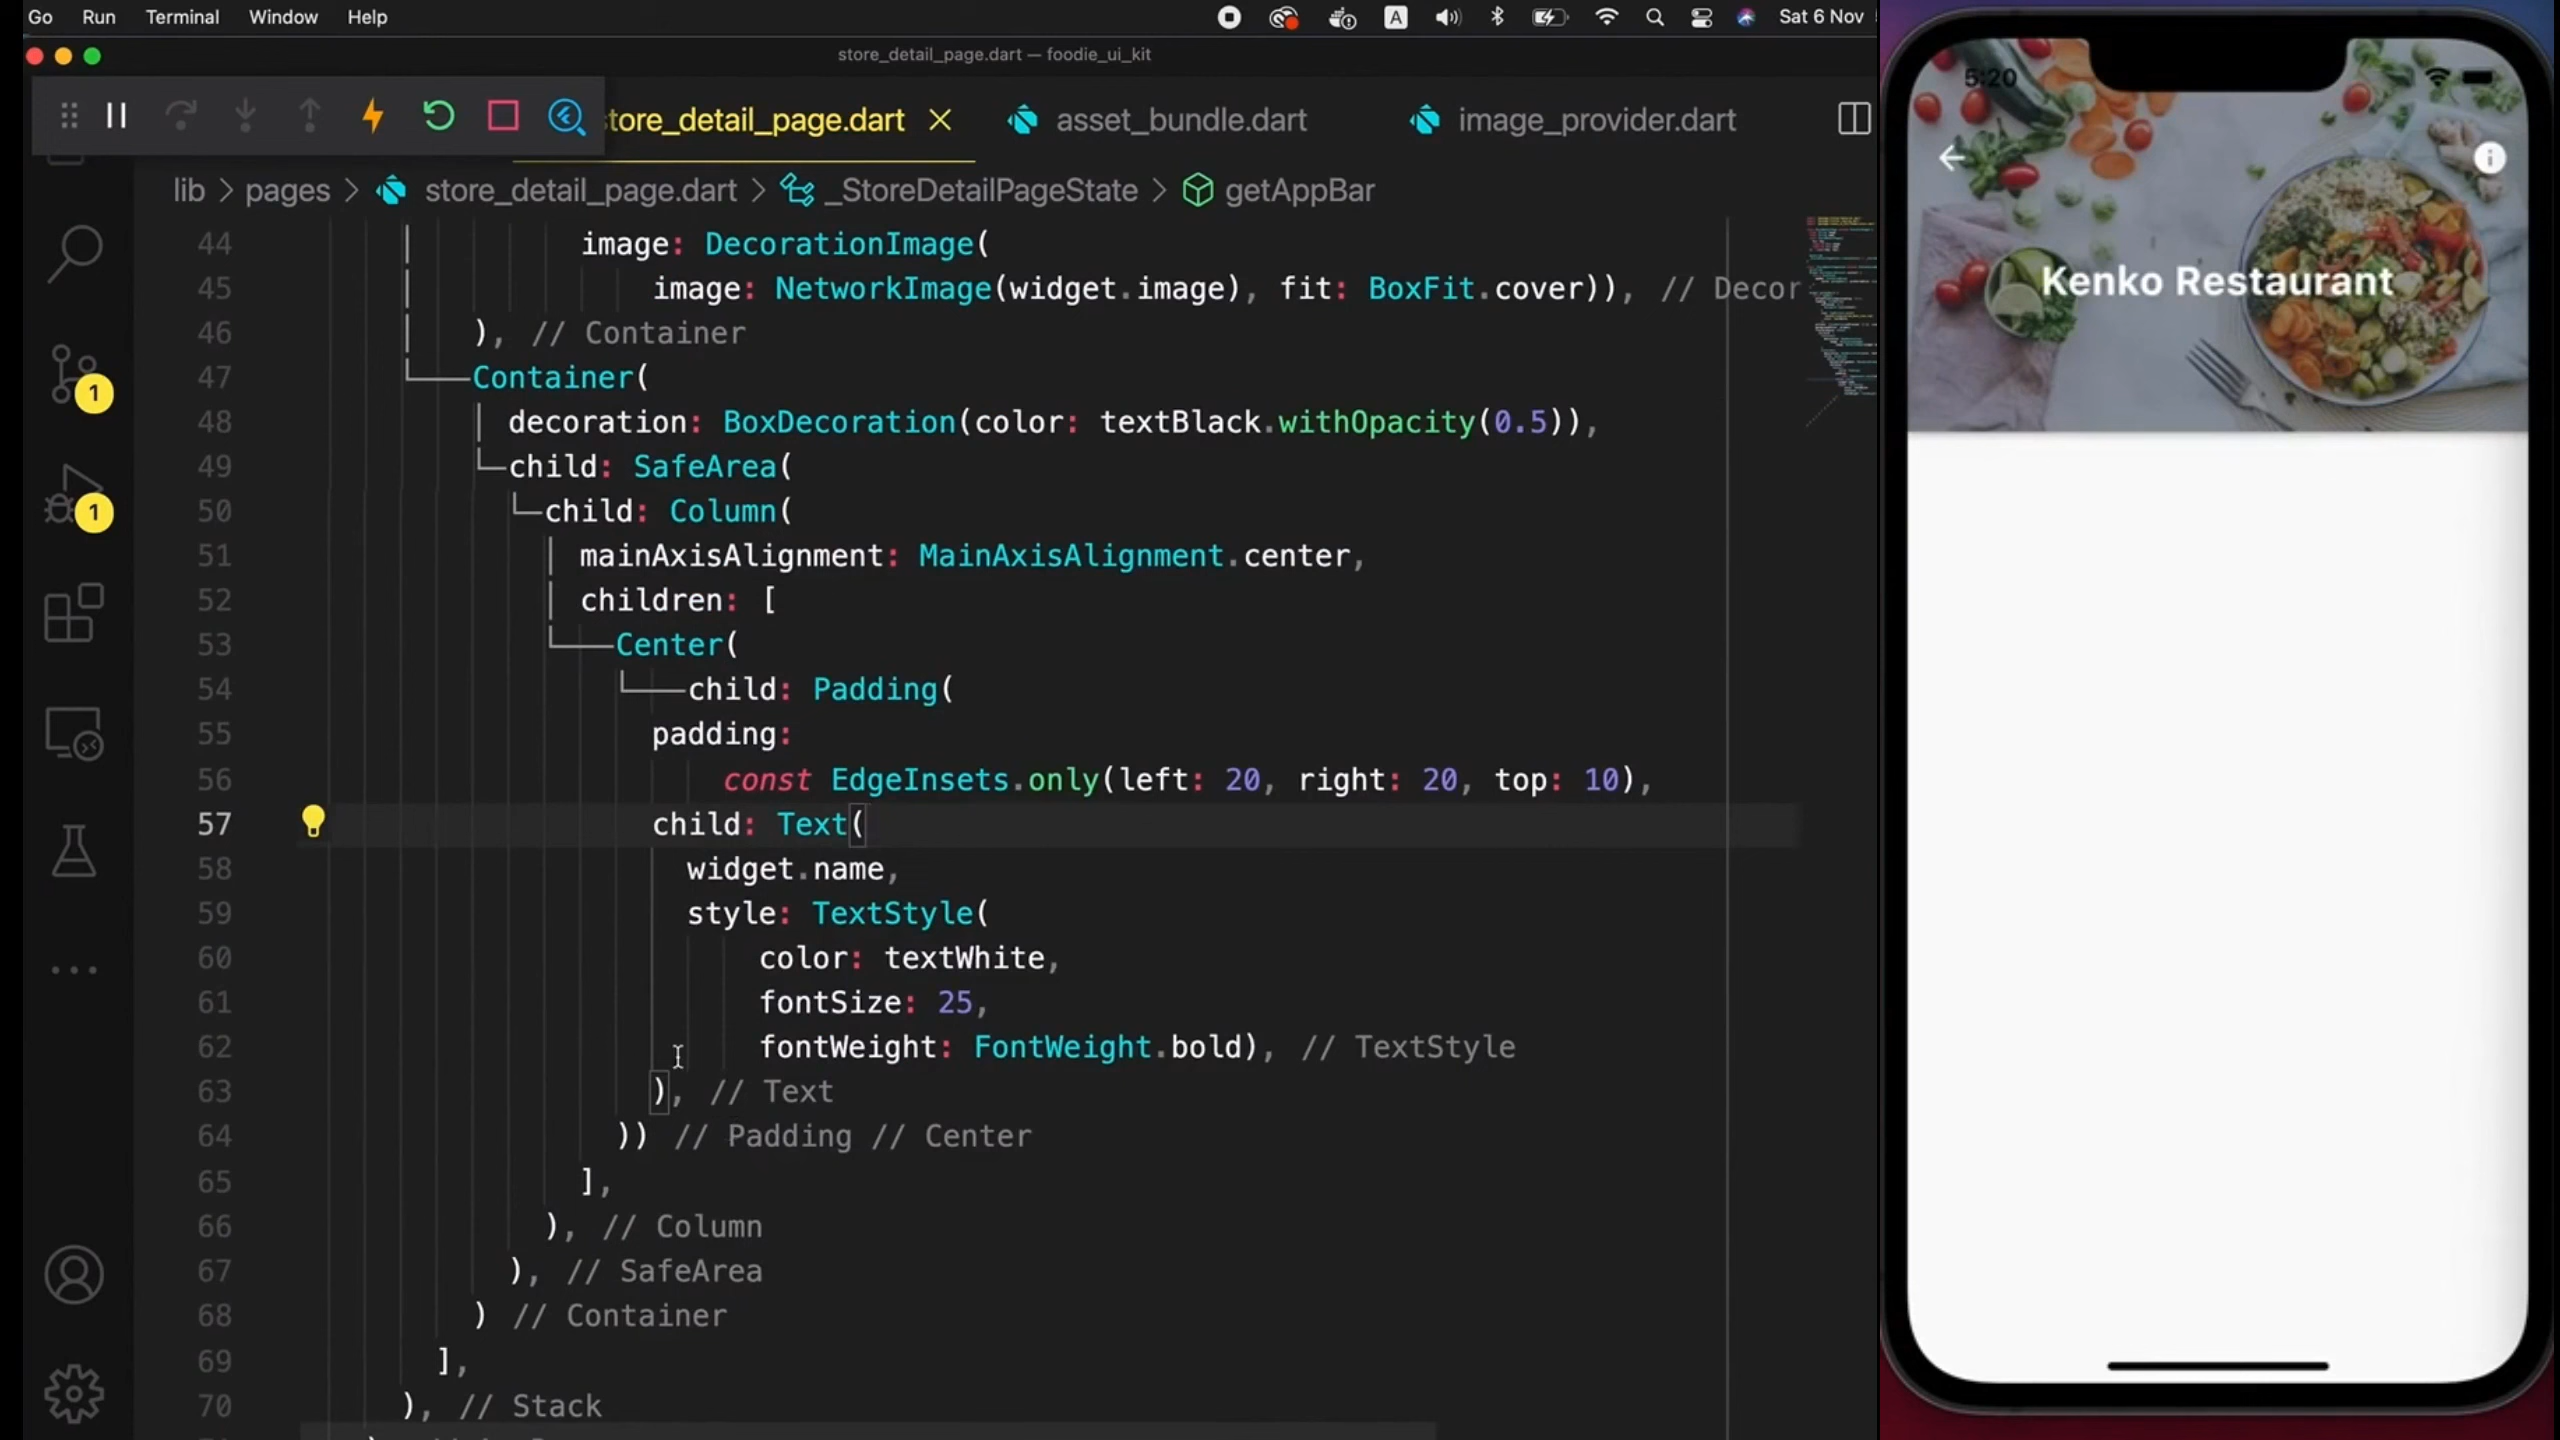 Go Run Terminal Window Help
A
Sat 6 Nov
store_detail_page.dart — foodie_ui_kit
store_detail_page.dart
asset_bundle.dart
image_provider.dart
lib > pages > store_detail_page.dart > _StoreDetailPageState > getAppBar
44 image: DecorationImage(
45 image: NetworkImage(widget.image), fit: BoxFit.cover)), // Decor
46 ), // Container
47 Container(
48 decoration: BoxDecoration(color: textBlack.withOpacity(0.5)),
49 child: SafeArea(
50 child: Column(
51 mainAxisAlignment: MainAxisAlignment.center,
52 children: [
53 Center(
54 child: Padding(
55 padding:
56 const EdgeInsets.only(left: 20, right: 20, top: 10),
57 child: Text(
58 widget.name,
59 style: TextStyle(
60 color: textWhite,
61 fontSize: 25,
62 fontWeight: FontWeight.bold), // TextStyle
63 ), // Text
64 )) // Padding // Center
65 ],
66 ), // Column
67 ), // SafeArea
68 ) // Container
69 ],
70 ), // Stack
1
1
5:20
Kenko Restaurant